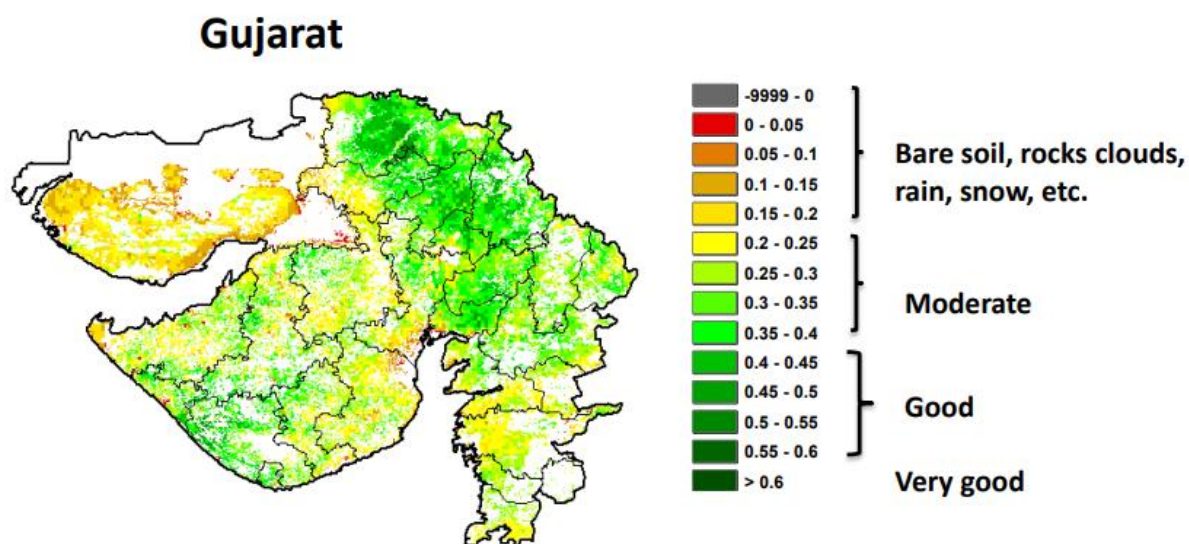 Gujarat
-9999 - 0
0 - 0.05
0.05 - 0.1
0.1 - 0.15
0.15 - 0.2
0.2 - 0.25
0.25 - 0.3
0.3 - 0.35
0.35 - 0.4
0.4 - 0.45
0.45 - 0.5
0.5 - 0.55
0.55 - 0.6
> 0.6
Bare soil, rocks clouds,
rain, snow, etc.
Moderate
Good
Very good